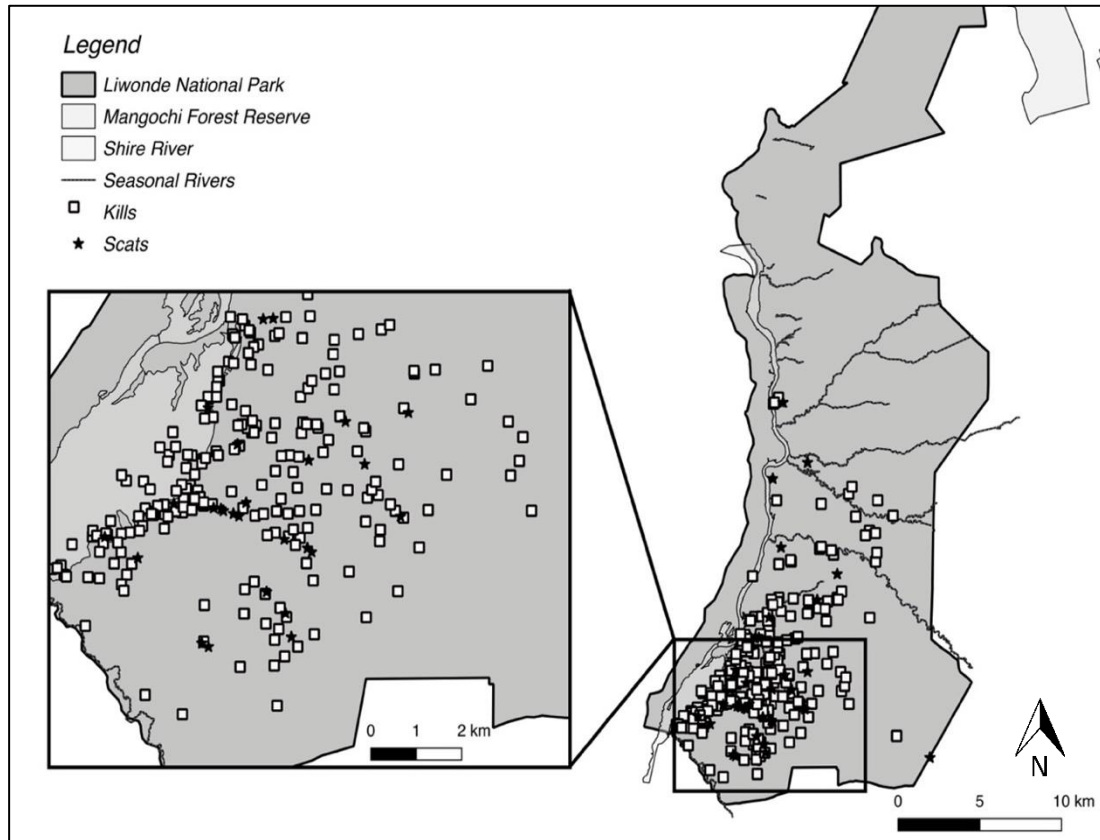 Legend
Liwonde National Park
Mangochi Forest Reserve
Shire River
Seasonal Rivers
Kills
Scats
0 1 2 km
N
0 5 10 km